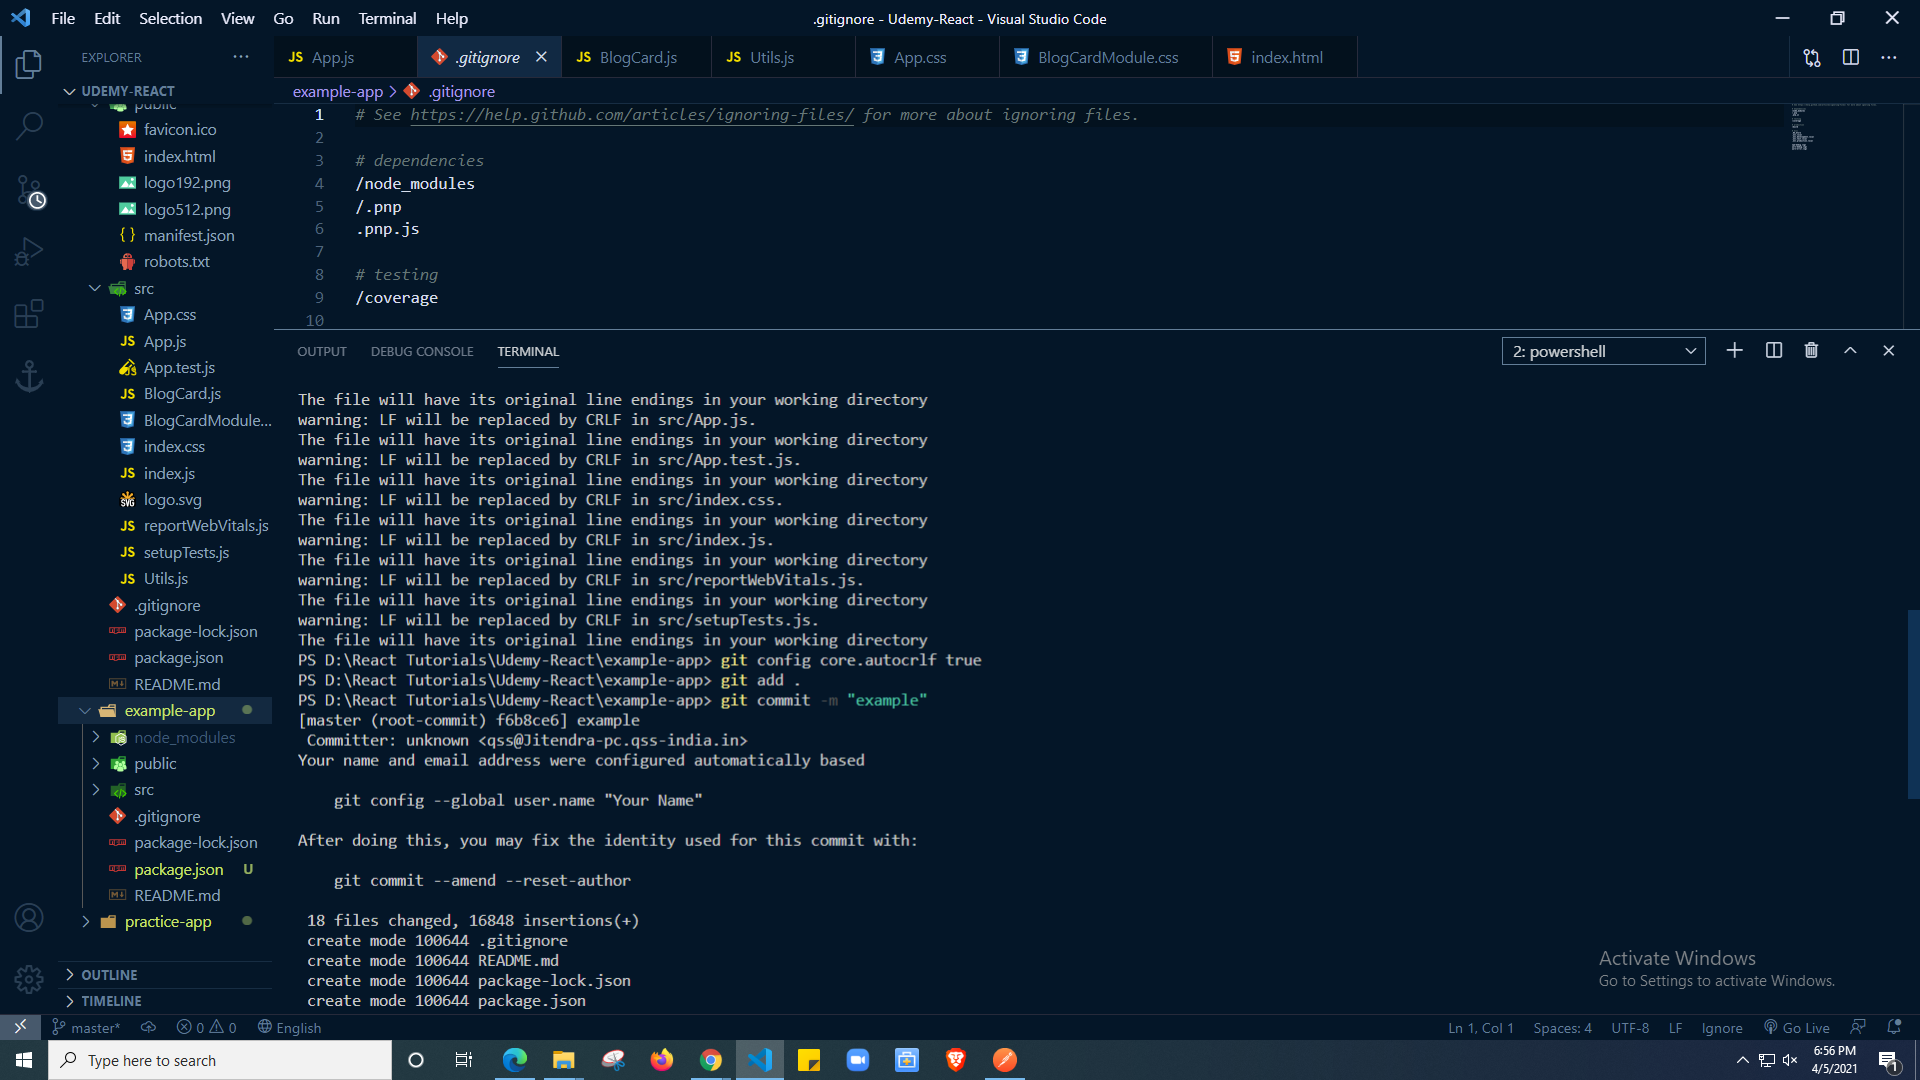 File Edit Selection View Go Run Terminal Help
.gitignore - Udemy-React - Visual Studio Code
EXPLORER
UDEMY-REACT
public
favicon.ico
index.html
logo192.png
logo512.png
manifest.json
robots.txt
src
App.css
App.js
App.test.js
BlogCard.js
BlogCardModule...
index.css
index.js
logo.svg
reportWebVitals.js
setupTests.js
Utils.js
.gitignore
package-lock.json
package.json
README.md
example-app
node_modules
public
src
.gitignore
package-lock.json
package.json U
README.md
practice-app
OUTLINE
TIMELINE
App.js .gitignore BlogCard.js Utils.js App.css BlogCardModule.css index.html
example-app > .gitignore
1 # See https://help.github.com/articles/ignoring-files/ for more about ignoring files.
2
3 # dependencies
4 /node_modules
5 /.pnp
6 .pnp.js
7
8 # testing
9 /coverage
10
OUTPUT DEBUG CONSOLE TERMINAL
2: powershell
The file will have its original line endings in your working directory
warning: LF will be replaced by CRLF in src/App.js.
The file will have its original line endings in your working directory
warning: LF will be replaced by CRLF in src/App.test.js.
The file will have its original line endings in your working directory
warning: LF will be replaced by CRLF in src/index.css.
The file will have its original line endings in your working directory
warning: LF will be replaced by CRLF in src/index.js.
The file will have its original line endings in your working directory
warning: LF will be replaced by CRLF in src/reportWebVitals.js.
The file will have its original line endings in your working directory
warning: LF will be replaced by CRLF in src/setupTests.js.
The file will have its original line endings in your working directory
PS D:\React Tutorials\Udemy-React\example-app> git config core.autocrlf true
PS D:\React Tutorials\Udemy-React\example-app> git add .
PS D:\React Tutorials\Udemy-React\example-app> git commit -m "example"
[master (root-commit) f6b8ce6] example
Committer: unknown <qss@Jitendra-pc.qss-india.in>
Your name and email address were configured automatically based
git config --global user.name "Your Name"
After doing this, you may fix the identity used for this commit with:
git commit --amend --reset-author
18 files changed, 16848 insertions(+)
create mode 100644 .gitignore
create mode 100644 README.md
create mode 100644 package-lock.json
create mode 100644 package.json
Activate Windows
Go to Settings to activate Windows.
master* 0 0 English
Ln 1, Col 1 Spaces: 4 UTF-8 LF Ignore Go Live
Type here to search
6:56 PM
4/5/2021
1